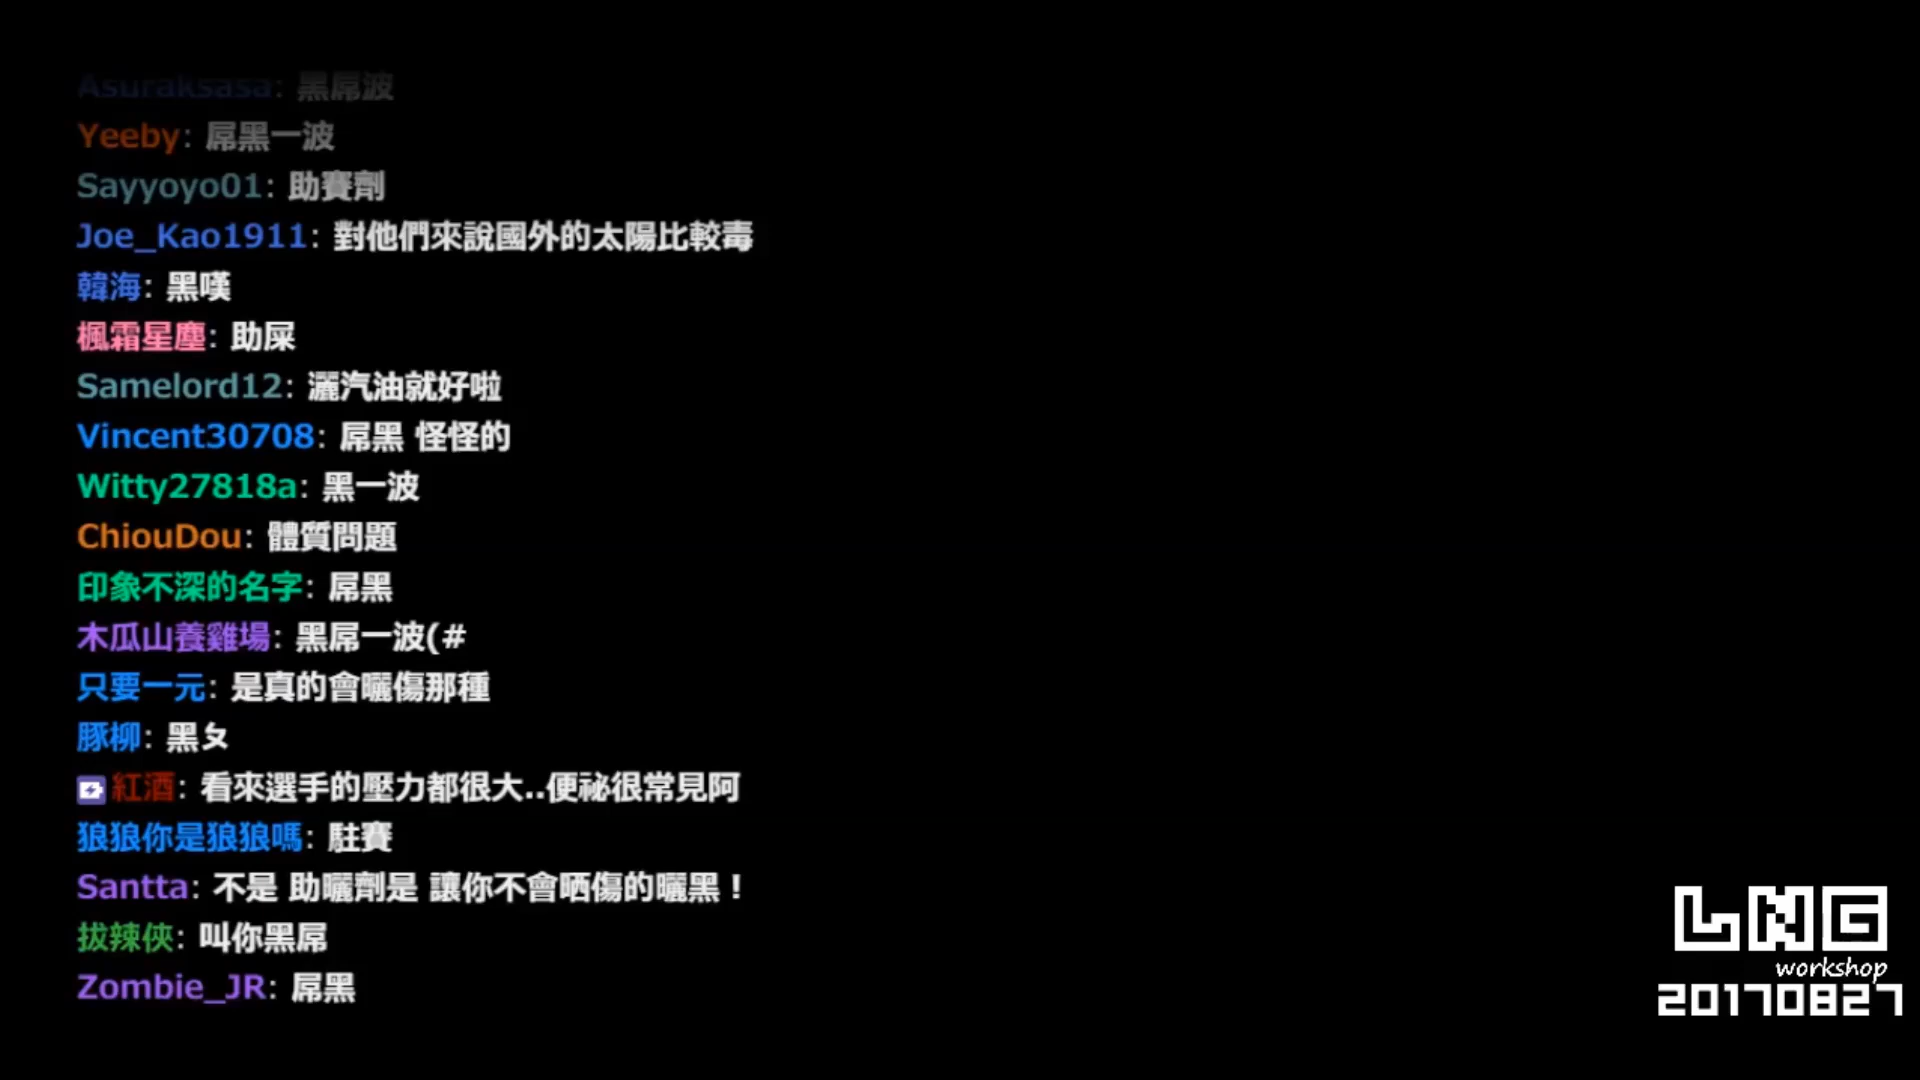 Asuraksasa: 黑屌波
Yeeby: 屌黑一波
Sayyoyo01: 助賽劑
Joe_Kao1911: 對他們來說國外的太陽比較毒
韓海: 黑嘆
楓霜星塵: 助屎
Samelord12: 灑汽油就好啦
Vincent30708: 屌黑 怪怪的
Witty27818a: 黑一波
ChiouDou: 體質問題
印象不深的名字: 屌黑
木瓜山養雞場: 黑屌一波(#
只要一元: 是真的會曬傷那種
豚柳: 黑ㄆ
紅酒: 看來選手的壓力都很大..便祕很常見阿
狼狼你是狼狼嗎: 駐賽
Santta: 不是 助曬劑是 讓你不會晒傷的曬黑！
拔辣俠: 叫你黑屌
Zombie_JR: 屌黑
LNG
workshop
20170827